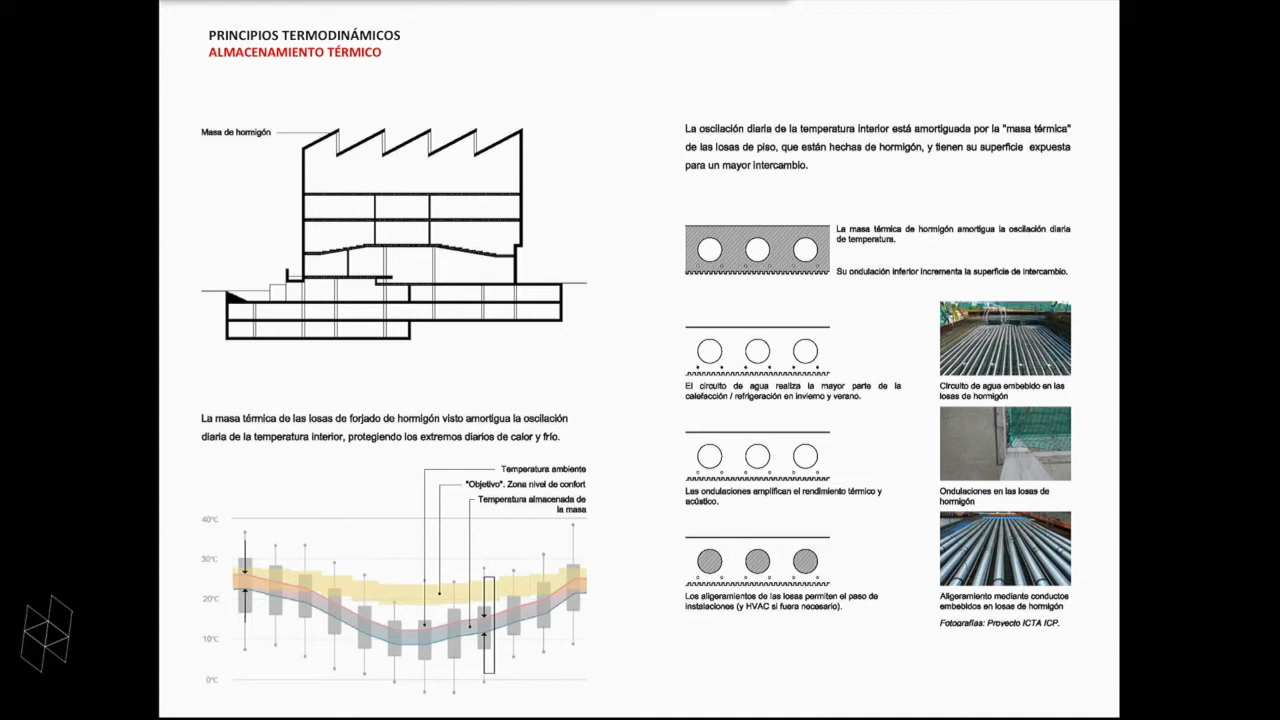 PRINCIPIOS TERMODINÁMICOS
ALMACENAMIENTO TÉRMICO
Masa de hormigón
La masa térmica de las losas de forjado de hormigón visto amortigua la oscilación
diaria de la temperatura interior, protegiendo los extremos diarios de calor y frío.
Temperatura ambiente
"Objetivo". Zona nivel de confort
Temperatura almacenada de
la masa
40°C
30°C
20°C
10°C
0°C
La oscilación diaria de la temperatura interior está amortiguada por la "masa térmica"
de las losas de piso, que están hechas de hormigón, y tienen su superficie expuesta
para un mayor intercambio.
La masa térmica de hormigón amortigua la oscilación diaria
de temperatura.
Su ondulación inferior incrementa la superficie de intercambio.
El circuito de agua realiza la mayor parte de la
calefacción / refrigeración en invierno y verano.
Circuito de agua embebido en las
losas de hormigón
Las ondulaciones amplifican el rendimiento térmico y
acústico.
Ondulaciones en las losas de
hormigón
Los aligeramientos de las losas permiten el paso de
instalaciones (y HVAC si fuera necesario).
Aligeramiento mediante conductos
embebidos en losas de hormigón
Fotografías: Proyecto ICTA ICP.